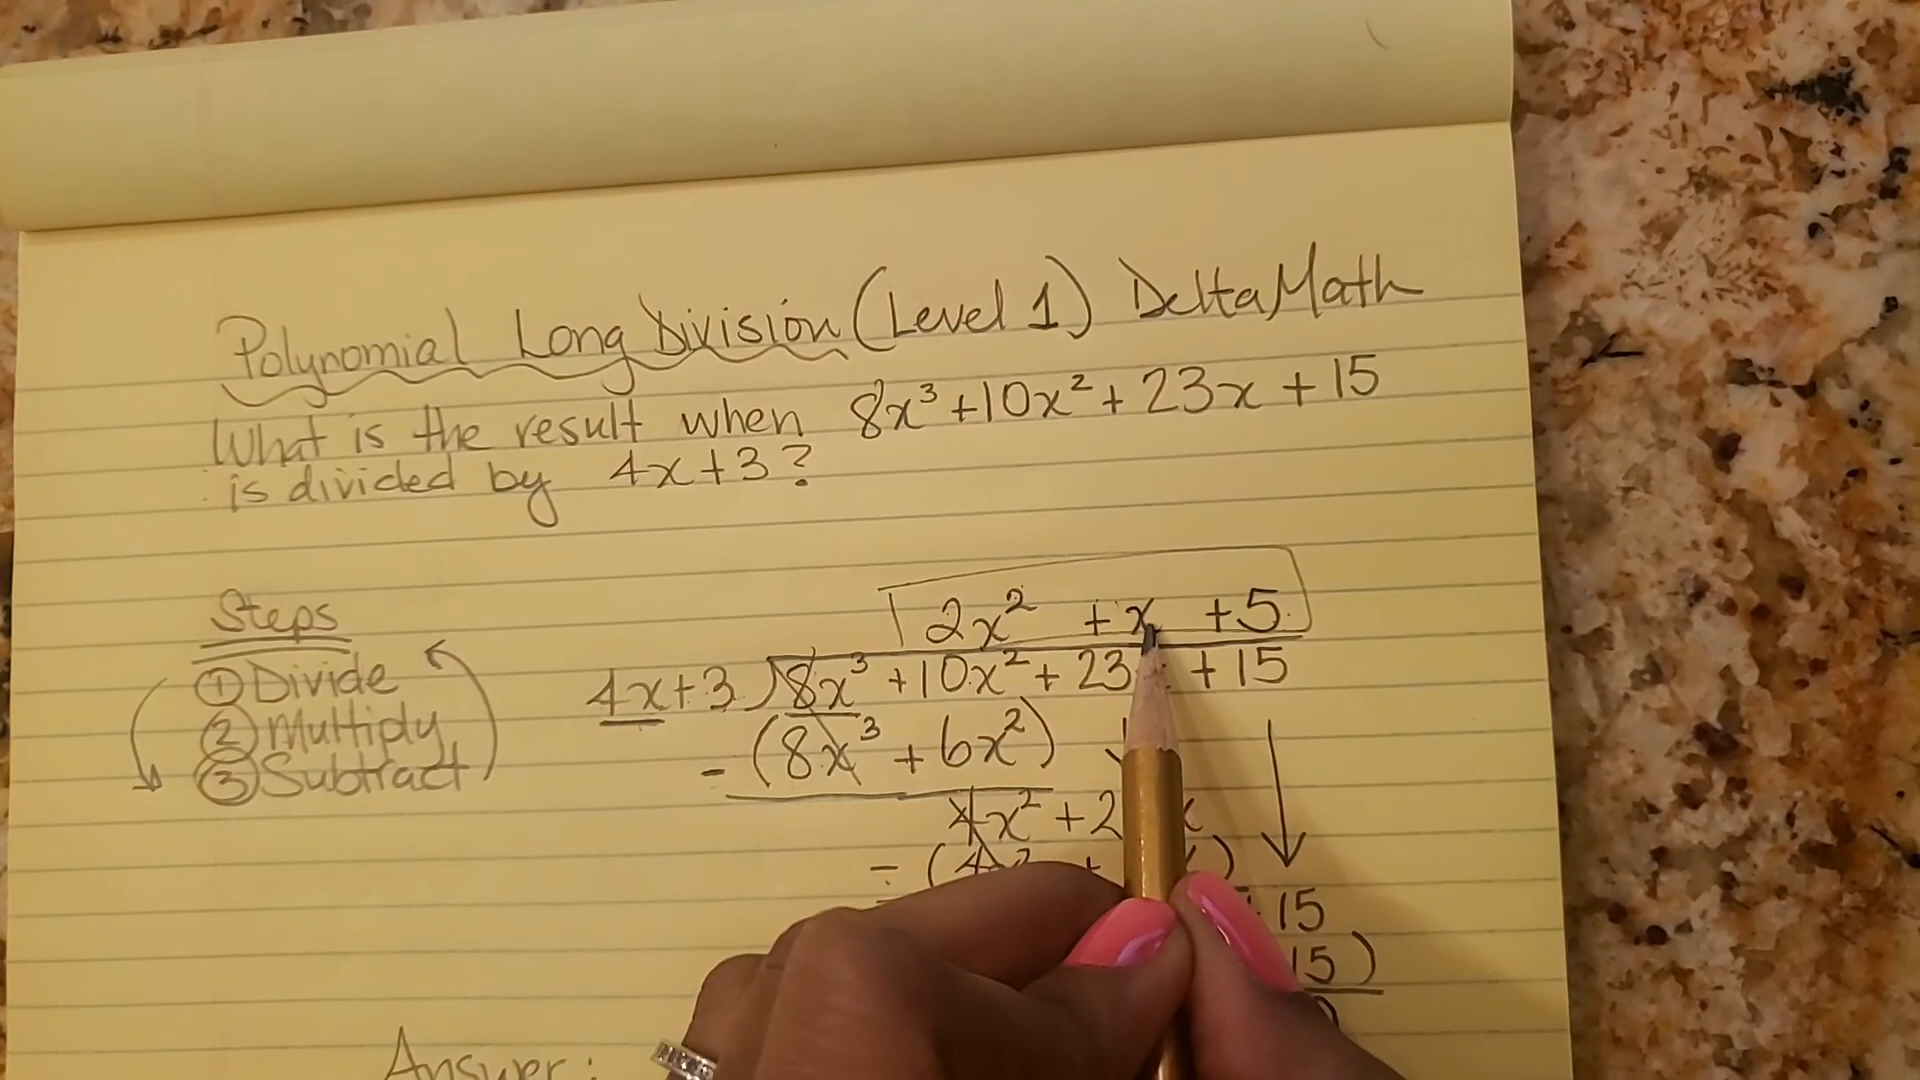 Polynomial Long Division (Level 1) DeltaMath
What is the result when 8x³ + 10x² + 23x + 15
is divided by 4x + 3?
Steps
① Divide
② Multiply
③ Subtract
2x² + x + 5
4x + 3 ) 8x³ + 10x² + 23 + 15
- (8x³ + 6x²)
4x² + 2 x
- (4x² + )
15
15)
0
Answer: